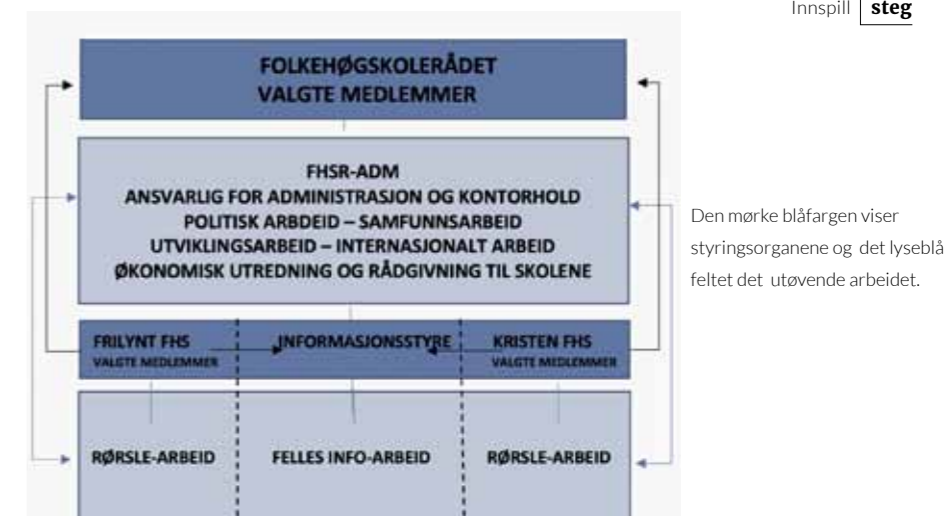 Innspill steg
FOLKEHØGSKOLERÅDET
VALGTE MEDLEMMER
FHSR-ADM
ANSVARLIG FOR ADMINISTRASJON OG KONTORHOLD
POLITISK ARBDEID – SAMFUNNSARBEID
UTVIKLINGSARBEID – INTERNASJONALT ARBEID
ØKONOMISK UTREDNING OG RÅDGIVNING TIL SKOLENE
FRILYNT FHS
VALGTE MEDLEMMER
INFORMASJONSSTYRE
KRISTEN FHS
VALGTE MEDLEMMER
RØRSLE-ARBEID
FELLES INFO-ARBEID
RØRSLE-ARBEID
Den mørke blåfargen viser
styringsorganene og det lyseblå
feltet det utøvende arbeidet.